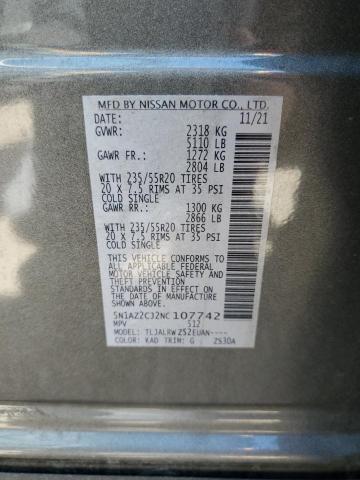 MFD BY NISSAN MOTOR CO., LTD.
DATE: 11/21
GVWR: 2318 KG
5110 LB
GAWR FR.: 1272 KG
2804 LB
WITH 235/55R20 TIRES
20 X 7.5 RIMS AT 35 PSI
COLD SINGLE
GAWR RR.: 1300 KG
2866 LB
WITH 235/55R20 TIRES
20 X 7.5 RIMS AT 35 PSI
COLD SINGLE
THIS VEHICLE CONFORMS TO
ALL APPLICABLE FEDERAL
MOTOR VEHICLE SAFETY AND
THEFT PREVENTION
STANDARDS IN EFFECT ON
THE DATE OF MANUFACTURE
SHOWN ABOVE.
5N1AZ2CJ2NC107742
MPV 512
MODEL: TLJALRWZ52EUAN----
COLOR: KAD TRIM: G Z530A